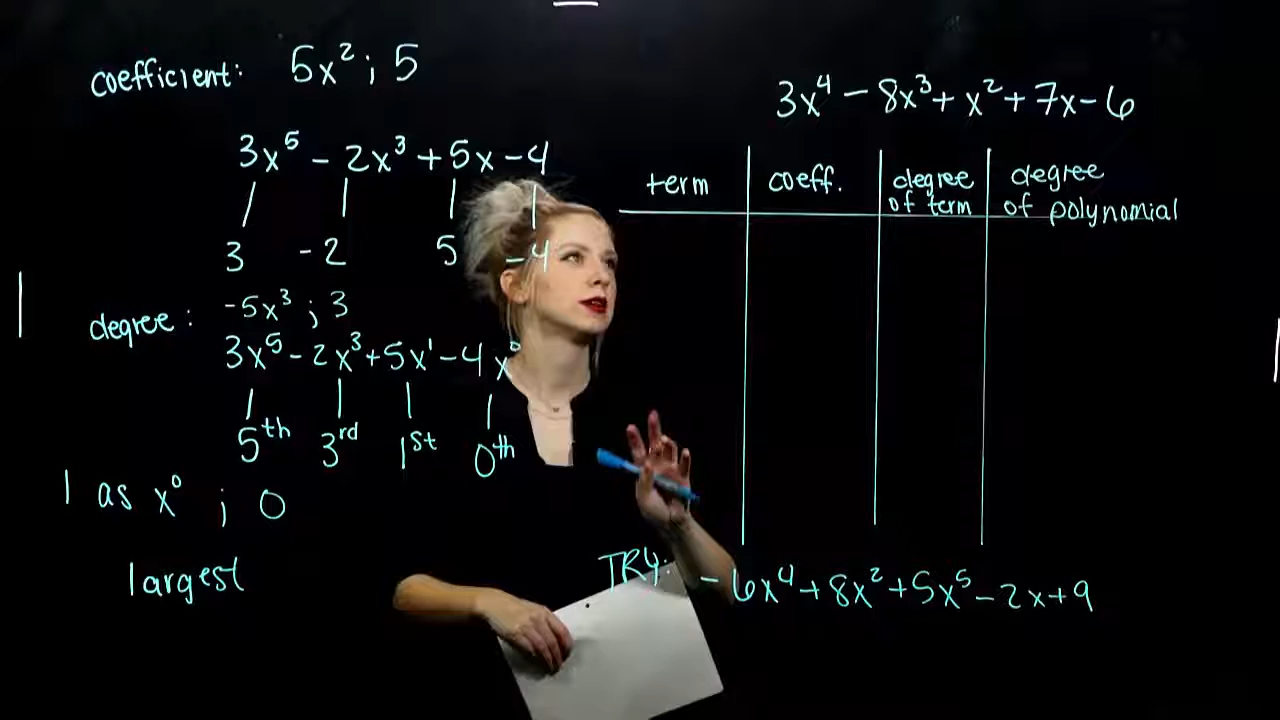 coefficient: 5x² ; 5
3x⁵ - 2x³ + 5x - 4
3 -2 5 -4
degree: -5x³ ; 3
3x⁵ - 2x³ + 5x¹ - 4x⁰
5th 3rd 1st 0th
1 as x⁰ ; 0
largest
3x⁴ - 8x³ + x² + 7x - 6
term coeff. degree of term degree of polynomial
TRY: -6x⁴ + 8x² + 5x⁵ - 2x + 9